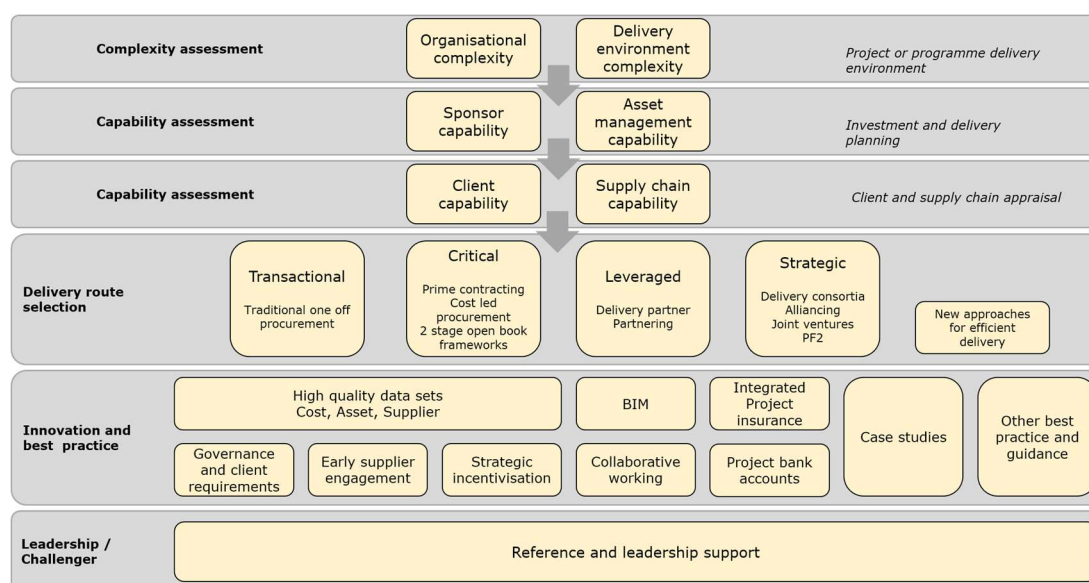 Complexity assessment
Organisational
complexity
Delivery
environment
complexity
Project or programme delivery
environment
Capability assessment
Sponsor
capability
Asset
management
capability
Investment and delivery
planning
Capability assessment
Client
capability
Supply chain
capability
Client and supply chain appraisal
Delivery route
selection
Transactional
Traditional one off
procurement
Critical
Prime contracting
Cost led
procurement
2 stage open book
frameworks
Leveraged
Delivery partner
Partnering
Strategic
Delivery consortia
Alliancing
Joint ventures
PF2
New approaches
for efficient
delivery
Innovation and
best practice
High quality data sets
Cost, Asset, Supplier
BIM
Integrated
Project
insurance
Case studies
Other best
practice and
guidance
Governance
and client
requirements
Early supplier
engagement
Strategic
incentivisation
Collaborative
working
Project bank
accounts
Leadership /
Challenger
Reference and leadership support